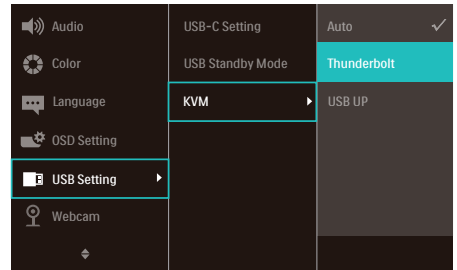 Audio
Color
Language
OSD Setting
USB Setting
Webcam
USB-C Setting
USB Standby Mode
KVM
Auto
Thunderbolt
USB UP